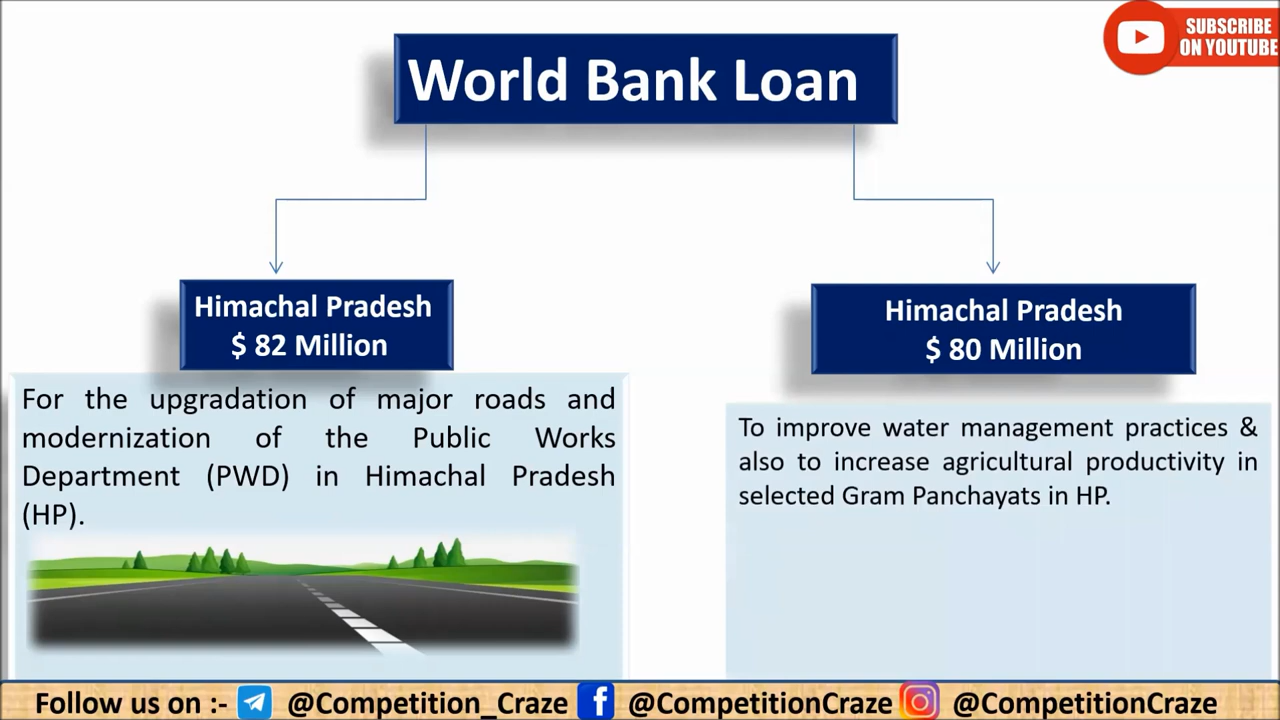 SUBSCRIBE
ON YOUTUBE
World Bank Loan
Himachal Pradesh
$ 82 Million
For the upgradation of major roads and
modernization of the Public Works
Department (PWD) in Himachal Pradesh
(HP).
Himachal Pradesh
$ 80 Million
To improve water management practices &
also to increase agricultural productivity in
selected Gram Panchayats in HP.
Follow us on :- @Competition_Craze @CompetitionCraze @CompetitionCraze